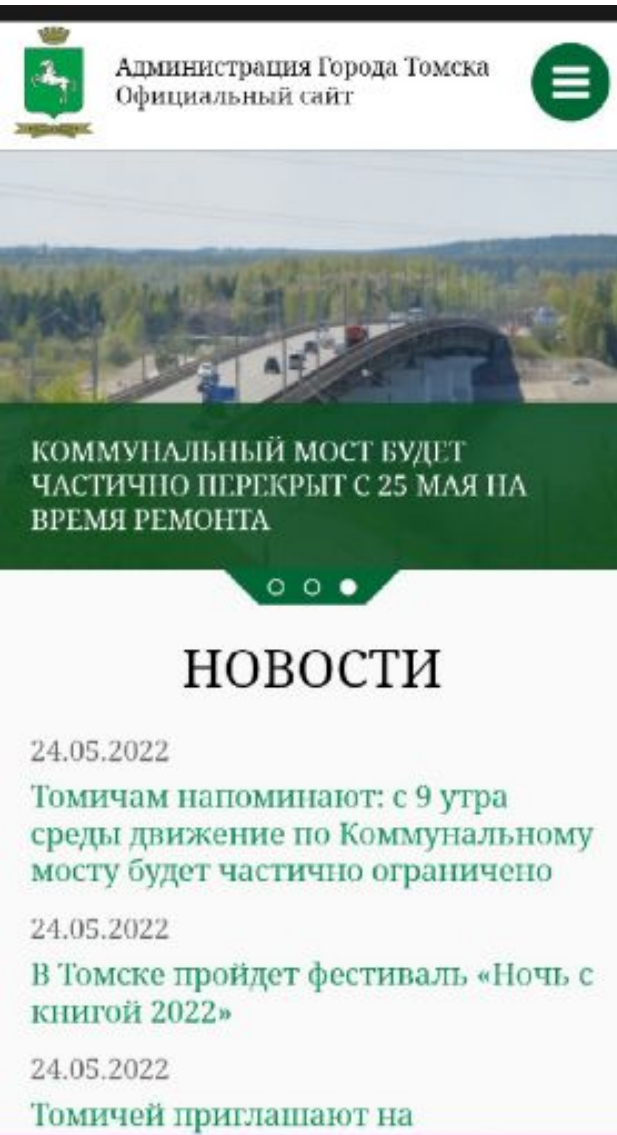 Администрация Города Томска
Официальный сайт
КОММУНАЛЬНЫЙ МОСТ БУДЕТ
ЧАСТИЧНО ПЕРЕКРЫТ С 25 МАЯ НА
ВРЕМЯ РЕМОНТА
НОВОСТИ
24.05.2022
Томичам напоминают: с 9 утра
среды движение по Коммунальному
мосту будет частично ограничено
24.05.2022
В Томске пройдет фестиваль «Ночь с
книгой 2022»
24.05.2022
Томичей приглашают на